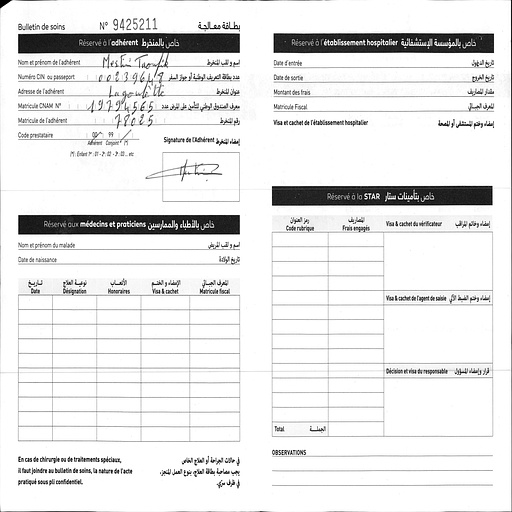 Bulletin de soins N° 9425211 بطاقة معالجة
Réservé à l'adhérent خاص بالمنخرط
Nom et prénom de l'adhérent Mestiri Taoufik اسم و لقب المنخرط
Numéro CIN ou passeport 00239648 عدد بطاقة التعريف الوطنية أو جواز السفر
Adresse de l'adhérent Lagoulette عنوان المنخرط
Matricule CNAM N° 19794565 معرف الصندوق الوطني للتأمين على المرض عدد
Matricule de l'adhérent 78025 رقم المنخرط
Code prestataire 00 99 (*)
Adhérent Conjoint
(*) : Enfant 1er : 01 - 2° : 02 - 3° : 03 ... etc
Signature de l'Adhérent إمضاء المنخرط
Réservé aux médecins et praticiens خاص بالأطباء والممارسين
Nom et prénom du malade اسم و لقب المريض
Date de naissance تاريخ الولادة
تاريخ نوعية العلاج الأتعاب الإمضاء و الختم المعرف الجبائي
Date Désignation Honoraires Visa & cachet Matricule fiscal
En cas de chirurgie ou de traitements spéciaux,
il faut joindre au bulletin de soins, la nature de l'acte
pratiqué sous pli confidentiel.
في حالات الجراحة أو العلاج الخاص
يجب مصاحبة بطاقة العلاج، بنوع العمل المنجز،
في ظرف سري.
Réservé à l'établissement hospitalier خاص بالمؤسسة الإستشفائية
Date d'entrée تاريخ الدخول
Date de sortie تاريخ الخروج
Montant des frais مقدار المصاريف
Matricule Fiscal المعرف الجبائي
Visa et cachet de l'établissement hospitalier إمضاء وختم المستشفى أو المصحة
Réservé à la STAR خاص بتأمينات ستار
رمز العنوان المصاريف
Code rubrique Frais engagés
Visa & cachet du vérificateur إمضاء وخاتم المراقب
Visa & cachet de l'agent de saisie إمضاء وختم الضبط الآلي
Décision et visa du responsable قرار وإمضاء المسؤول
Total الجملة
OBSERVATIONS